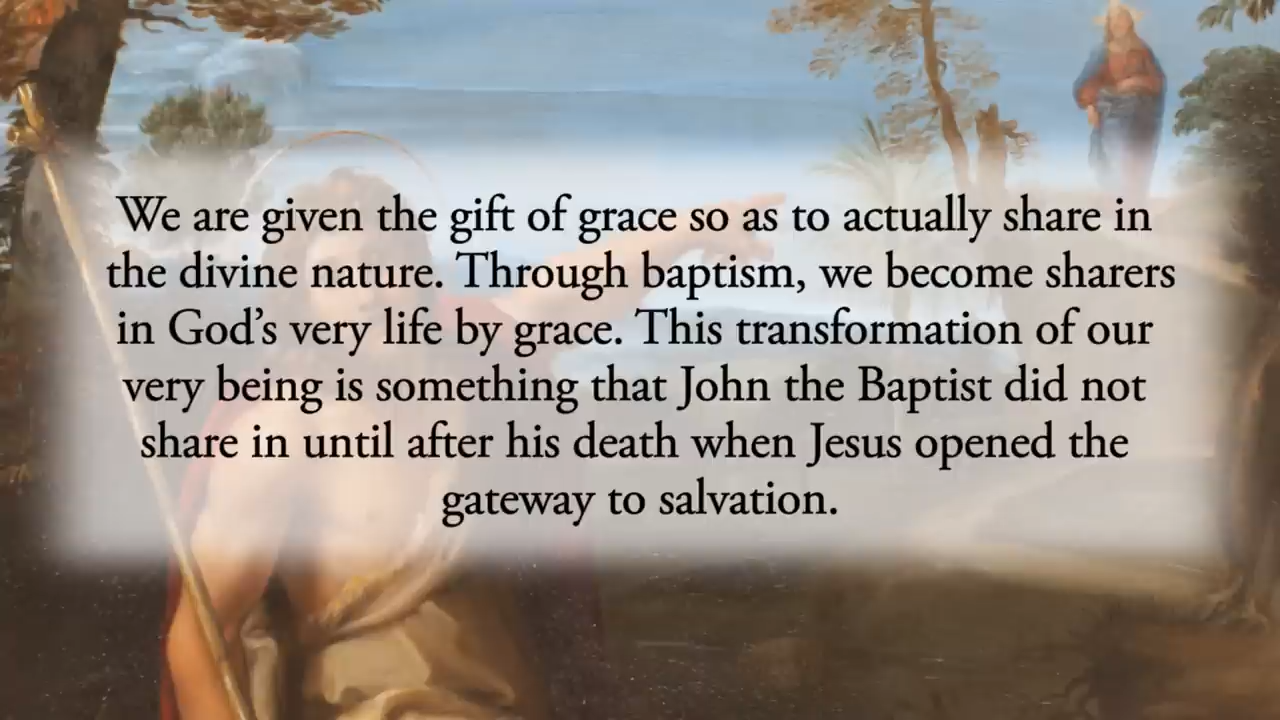 We are given the gift of grace so as to actually share in
the divine nature. Through baptism, we become sharers
in God’s very life by grace. This transformation of our
very being is something that John the Baptist did not
share in until after his death when Jesus opened the
gateway to salvation.